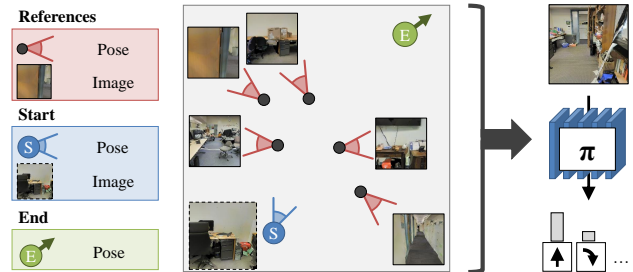 References
Pose
Image
Start
S
Pose
Image
End
E
Pose
E
S
π
...